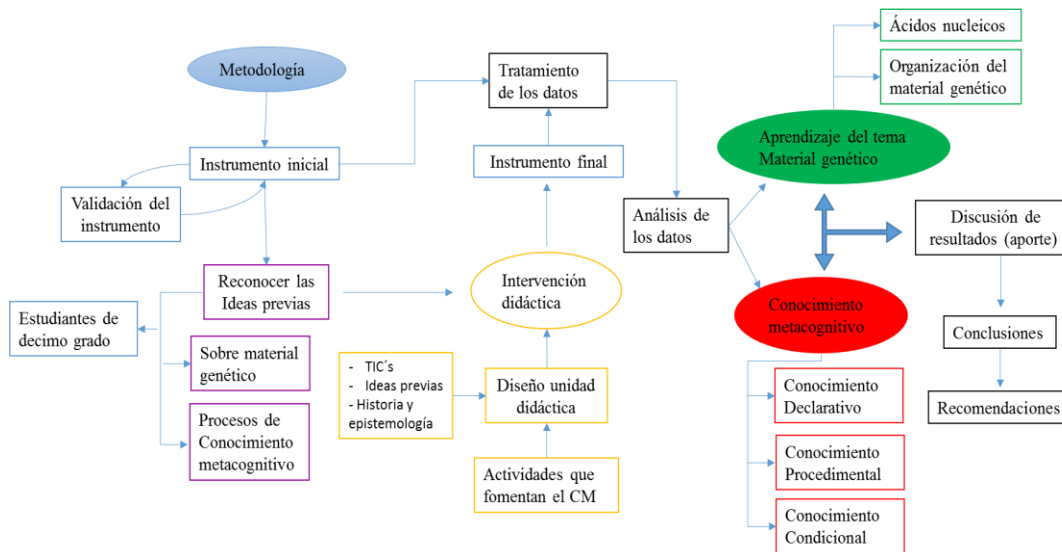 Metodología
Instrumento inicial
Validación del
instrumento
Reconocer las
Ideas previas
Estudiantes de
decimo grado
Sobre material
genético
Procesos de
Conocimiento
metacognitivo
Tratamiento
de los datos
Instrumento final
Intervención
didáctica
- TIC´s
- Ideas previas
- Historia y
epistemología
Diseño unidad
didáctica
Actividades que
fomentan el CM
Análisis de
los datos
Ácidos nucleicos
Organización del
material genético
Aprendizaje del tema
Material genético
Conocimiento
metacognitivo
Conocimiento
Declarativo
Conocimiento
Procedimental
Conocimiento
Condicional
Discusión de
resultados (aporte)
Conclusiones
Recomendaciones